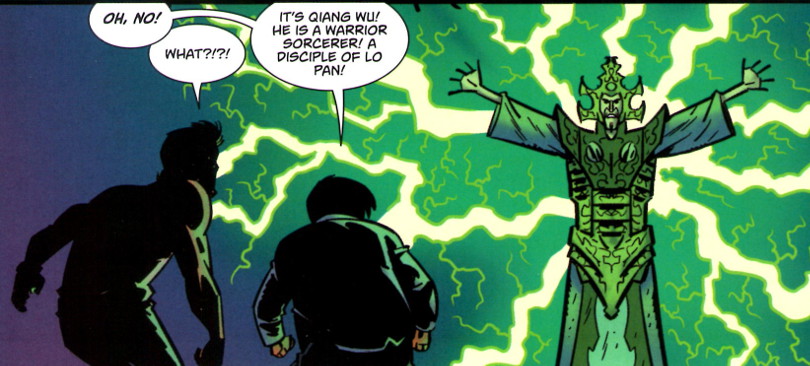 OH, NO!
WHAT?!?!
IT'S QIANG WU!
HE IS A WARRIOR
SORCERER! A
DISCIPLE OF LO
PAN!